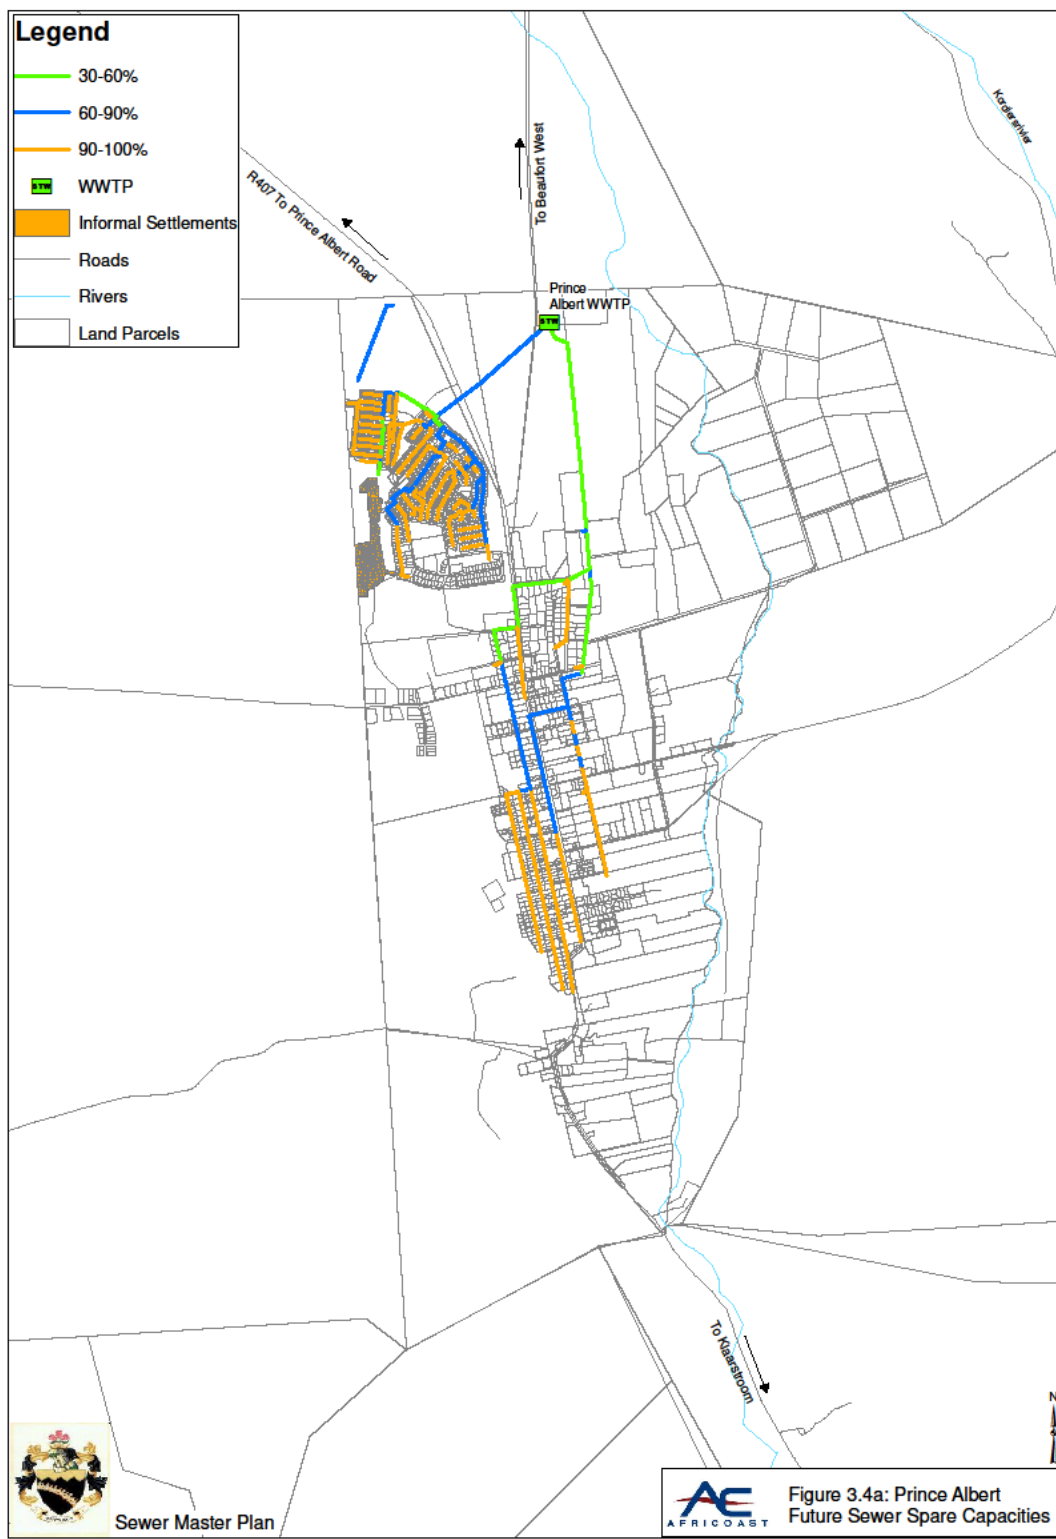 Legend
30-60%
60-90%
90-100%
STW
WWTP
Informal Settlements
Roads
Rivers
Land Parcels
R407 To Prince Albert Road
To Beaufort West
Prince
Albert WWTP
STW
To Klaarstroom
N
Sewer Master Plan
AFRICOAST
Figure 3.4a: Prince Albert
Future Sewer Spare Capacities